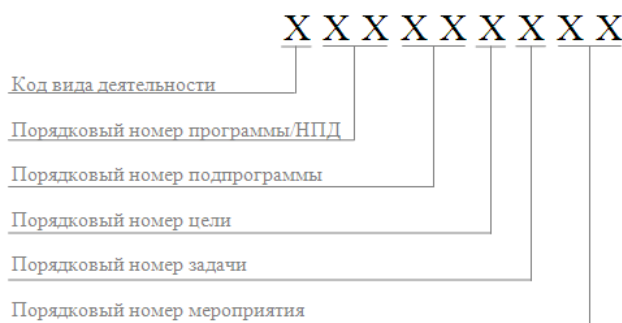 X X X X X X X X X
Код вида деятельности
Порядковый номер программы/НПД
Порядковый номер подпрограммы
Порядковый номер цели
Порядковый номер задачи
Порядковый номер мероприятия